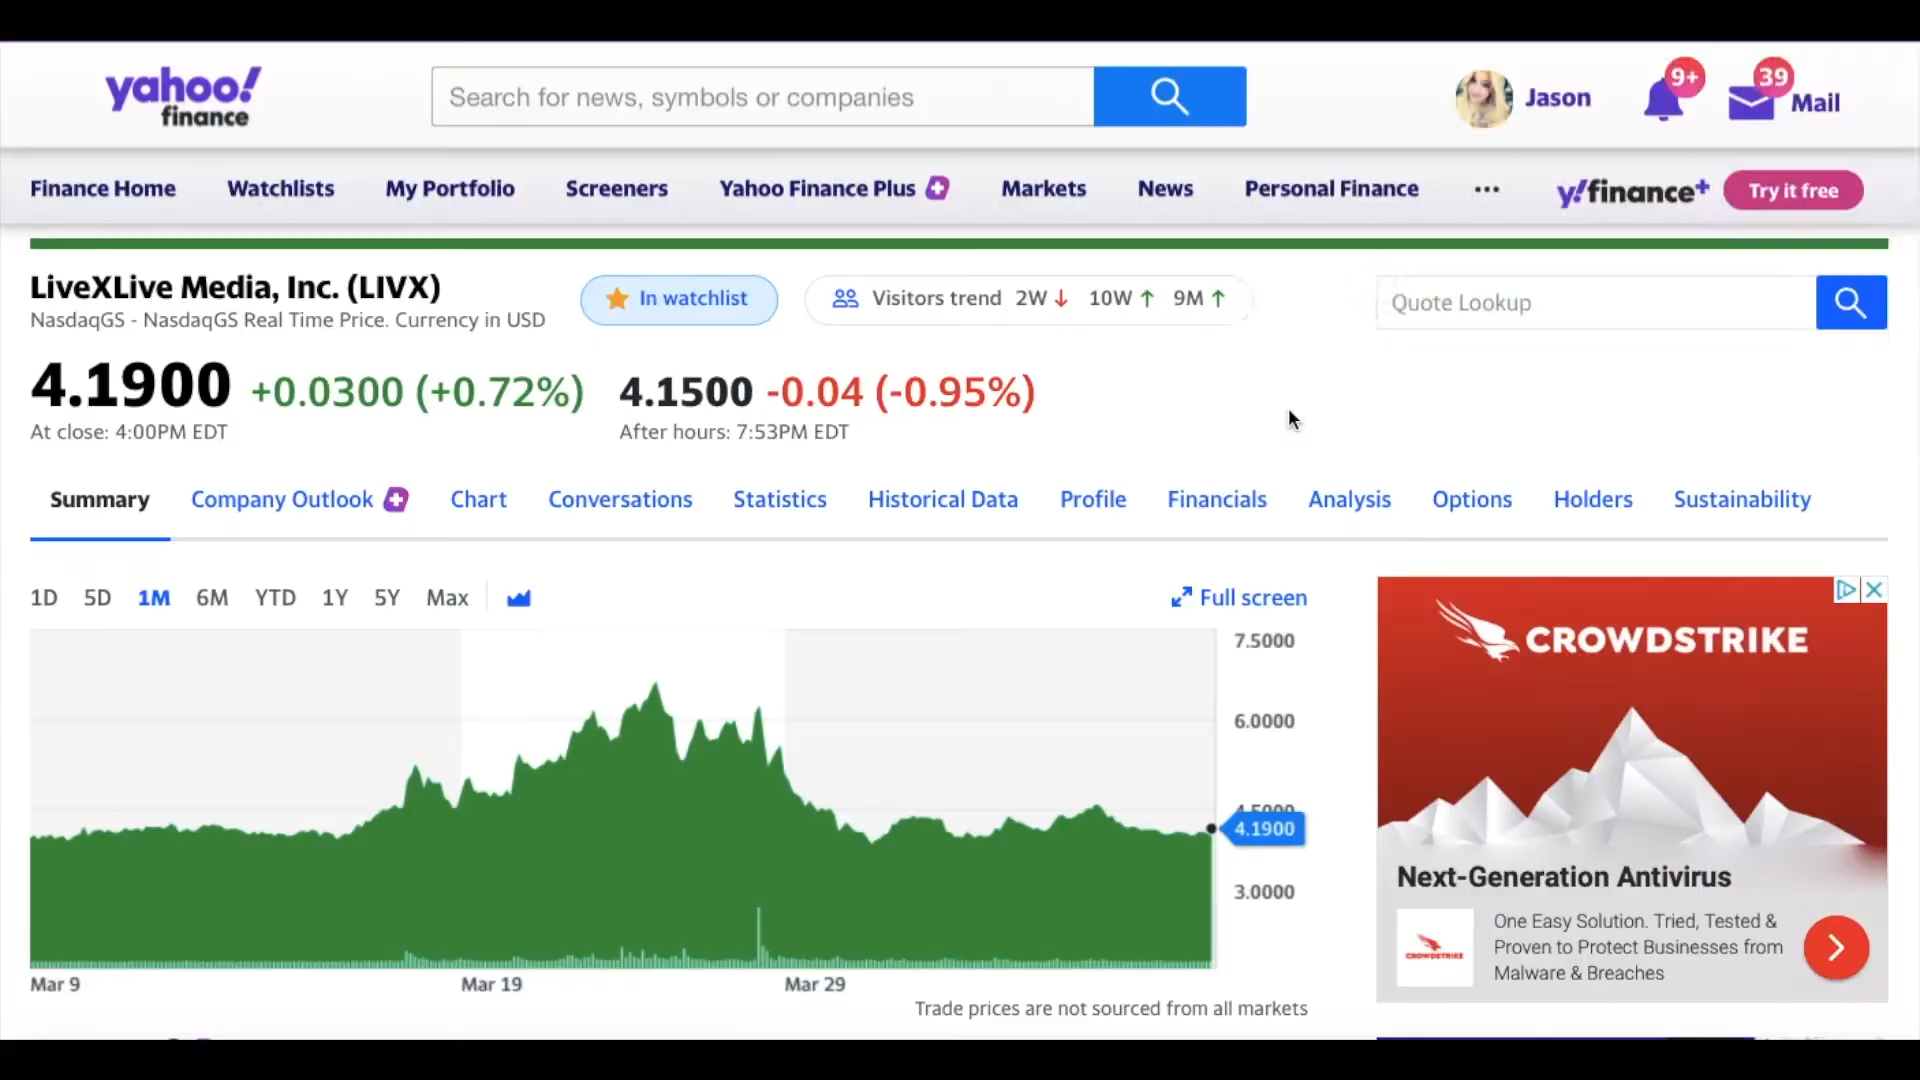 yahoo!
finance
Search for news, symbols or companies
Jason
9+
39
Mail
Finance Home
Watchlists
My Portfolio
Screeners
Yahoo Finance Plus
Markets
News
Personal Finance
y!finance+
Try it free
LiveXLive Media, Inc. (LIVX)
NasdaqGS - NasdaqGS Real Time Price. Currency in USD
In watchlist
Visitors trend 2W↓ 10W↑ 9M↑
Quote Lookup
4.1900 +0.0300 (+0.72%)
At close: 4:00PM EDT
4.1500 -0.04 (-0.95%)
After hours: 7:53PM EDT
Summary
Company Outlook
Chart
Conversations
Statistics
Historical Data
Profile
Financials
Analysis
Options
Holders
Sustainability
1D 5D 1M 6M YTD 1Y 5Y Max
Full screen
7.5000
6.0000
4.5000
4.1900
3.0000
Mar 9
Mar 19
Mar 29
Trade prices are not sourced from all markets
CROWDSTRIKE
Next-Generation Antivirus
CROWDSTRIKE
One Easy Solution. Tried, Tested &
Proven to Protect Businesses from
Malware & Breaches